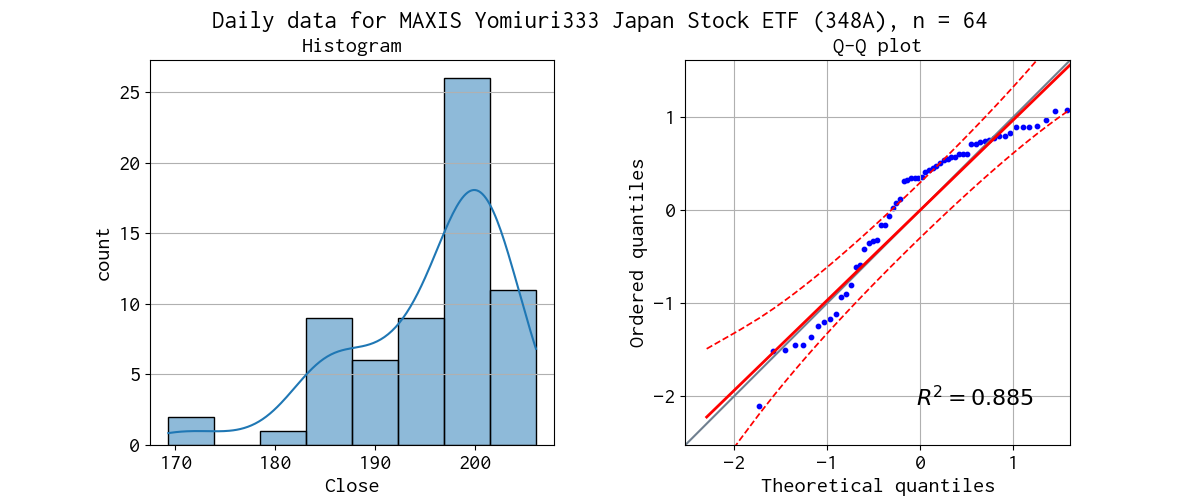 Daily data for MAXIS Yomiuri333 Japan Stock ETF (348A), n = 64
Histogram
Q-Q plot
count
0
5
10
15
20
25
170
180
190
200
Close
Ordered quantiles
1
0
−1
−2
R² = 0.885
−2
−1
0
1
Theoretical quantiles